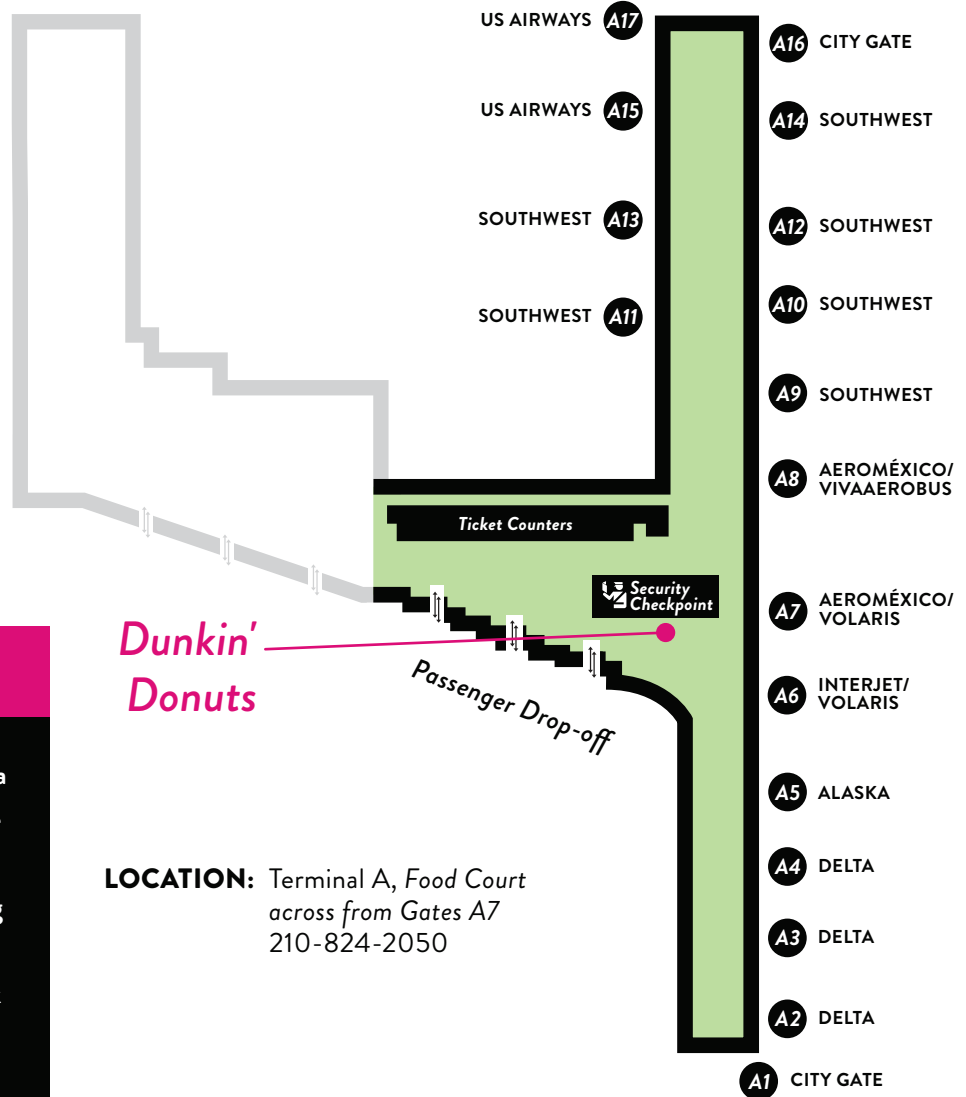 US AIRWAYS A17
A16 CITY GATE
US AIRWAYS A15
A14 SOUTHWEST
SOUTHWEST A13
A12 SOUTHWEST
A10 SOUTHWEST
SOUTHWEST A11
A9 SOUTHWEST
A8 AEROMÉXICO/
VIVAAEROBUS
Ticket Counters
Security
Checkpoint
A7 AEROMÉXICO/
VOLARIS
Dunkin'
Donuts
Passenger Drop-off
A6 INTERJET/
VOLARIS
A5 ALASKA
A4 DELTA
LOCATION: Terminal A, Food Court
across from Gates A7
210-824-2050
A3 DELTA
A2 DELTA
A1 CITY GATE